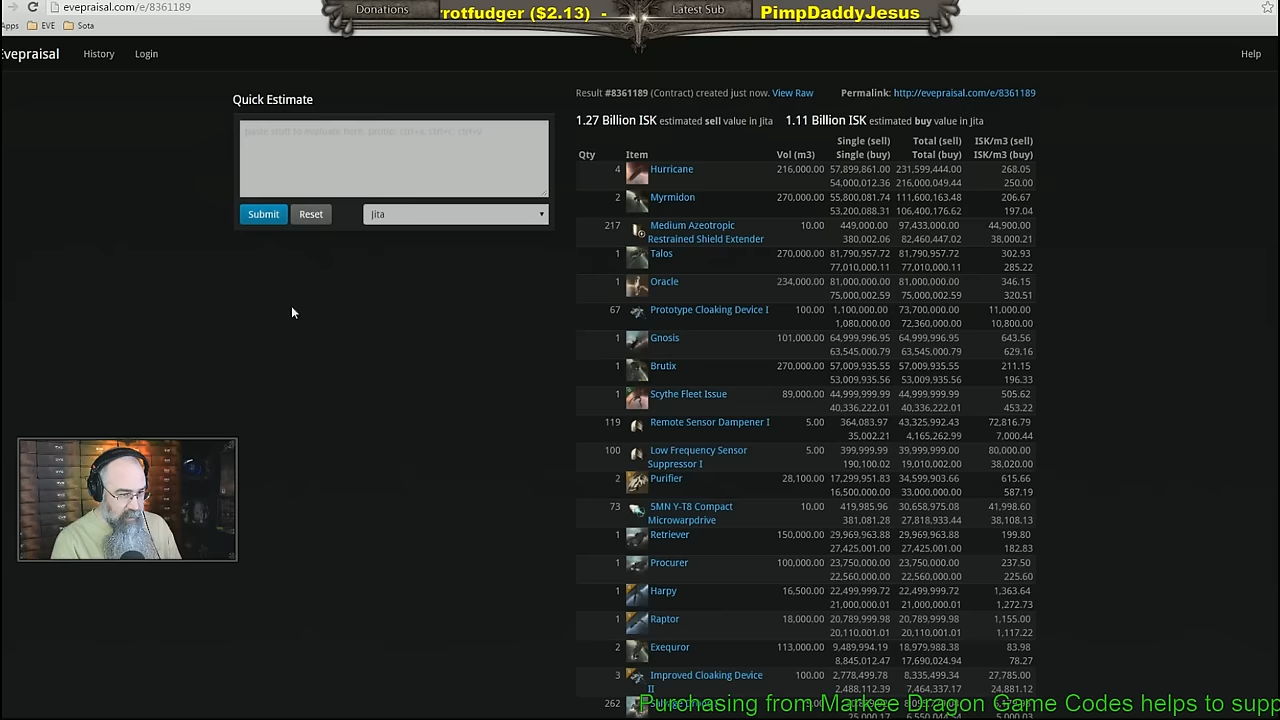 evepraisal.com/e/8361189
Donations
rotfudger ($2.13) -
Latest Sub
PimpDaddyJesus
Apps EVE Sota
Evepraisal History Login Help
Quick Estimate
paste stuff to evaluate here. protip: ctrl+a, ctrl+c, ctrl+v
Submit Reset Jita
Result #8361189 (Contract) created just now. View Raw Permalink: http://evepraisal.com/e/8361189
1.27 Billion ISK estimated sell value in Jita 1.11 Billion ISK estimated buy value in Jita
Single (sell) Total (sell) ISK/m3 (sell)
Qty Item Vol (m3) Single (buy) Total (buy) ISK/m3 (buy)
4 Hurricane 216,000.00 57,899,861.00 231,599,444.00 268.05
54,000,012.36 216,000,049.44 250.00
2 Myrmidon 270,000.00 55,800,081.74 111,600,163.48 206.67
53,200,088.31 106,400,176.62 197.04
217 Medium Azeotropic 10.00 449,000.00 97,433,000.00 44,900.00
Restrained Shield Extender 380,002.06 82,460,447.02 38,000.21
1 Talos 270,000.00 81,790,957.72 81,790,957.72 302.93
77,010,000.11 77,010,000.11 285.22
1 Oracle 234,000.00 81,000,000.00 81,000,000.00 346.15
75,000,002.59 75,000,002.59 320.51
67 Prototype Cloaking Device I 100.00 1,100,000.00 73,700,000.00 11,000.00
1,080,000.00 72,360,000.00 10,800.00
1 Gnosis 101,000.00 64,999,996.95 64,999,996.95 643.56
63,545,000.79 63,545,000.79 629.16
1 Brutix 270,000.00 57,009,935.55 57,009,935.55 211.15
53,009,935.56 53,009,935.56 196.33
1 Scythe Fleet Issue 89,000.00 44,999,999.99 44,999,999.99 505.62
40,336,222.01 40,336,222.01 453.22
119 Remote Sensor Dampener I 5.00 364,083.97 43,325,992.43 72,816.79
35,002.21 4,165,262.99 7,000.44
100 Low Frequency Sensor 5.00 399,999.99 39,999,999.00 80,000.00
Suppressor I 190,100.02 19,010,002.00 38,020.00
2 Purifier 28,100.00 17,299,951.83 34,599,903.66 615.66
16,500,000.00 33,000,000.00 587.19
73 5MN Y-T8 Compact 10.00 419,985.96 30,658,975.08 41,998.60
Microwarpdrive 381,081.28 27,818,933.44 38,108.13
1 Retriever 150,000.00 29,969,963.88 29,969,963.88 199.80
27,425,001.00 27,425,001.00 182.83
1 Procurer 100,000.00 23,750,000.00 23,750,000.00 237.50
22,560,000.00 22,560,000.00 225.60
1 Harpy 16,500.00 22,499,999.72 22,499,999.72 1,363.64
21,000,000.01 21,000,000.01 1,272.73
1 Raptor 18,000.00 20,789,999.98 20,789,999.98 1,155.00
20,110,001.01 20,110,001.01 1,117.22
2 Exequror 113,000.00 9,489,994.19 18,979,988.38 83.98
8,845,012.47 17,690,024.94 78.27
3 Improved Cloaking Device 100.00 2,778,499.78 8,335,499.34 27,785.00
II 2,488,112.39 7,464,337.17 24,881.12
262
Purchasing from Markee Dragon Game Codes helps to supp
25,000.17 6,550,044.54 5,000.03